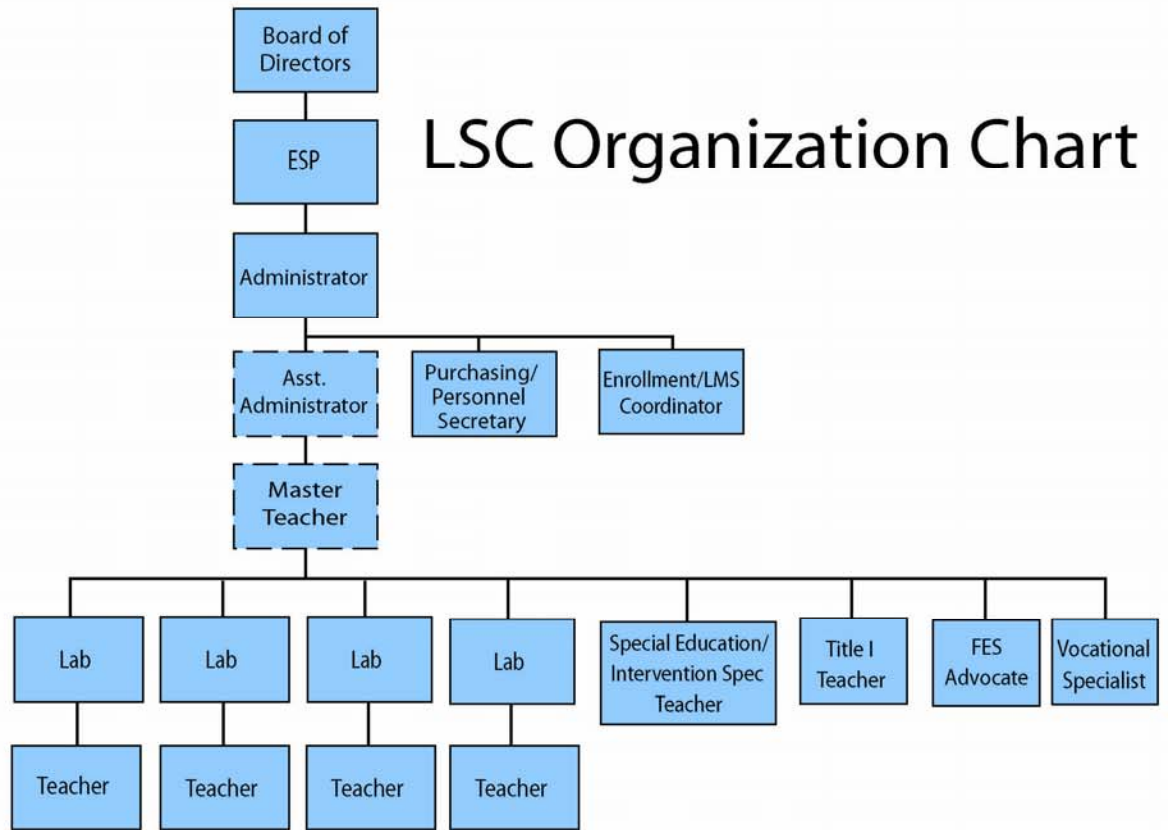 Board of
Directors
LSC Organization Chart
ESP
Administrator
Asst.
Administrator
Purchasing/
Personnel
Secretary
Enrollment/LMS
Coordinator
Master
Teacher
Lab
Lab
Lab
Lab
Special Education/
Intervention Spec
Teacher
Title I
Teacher
FES
Advocate
Vocational
Specialist
Teacher
Teacher
Teacher
Teacher